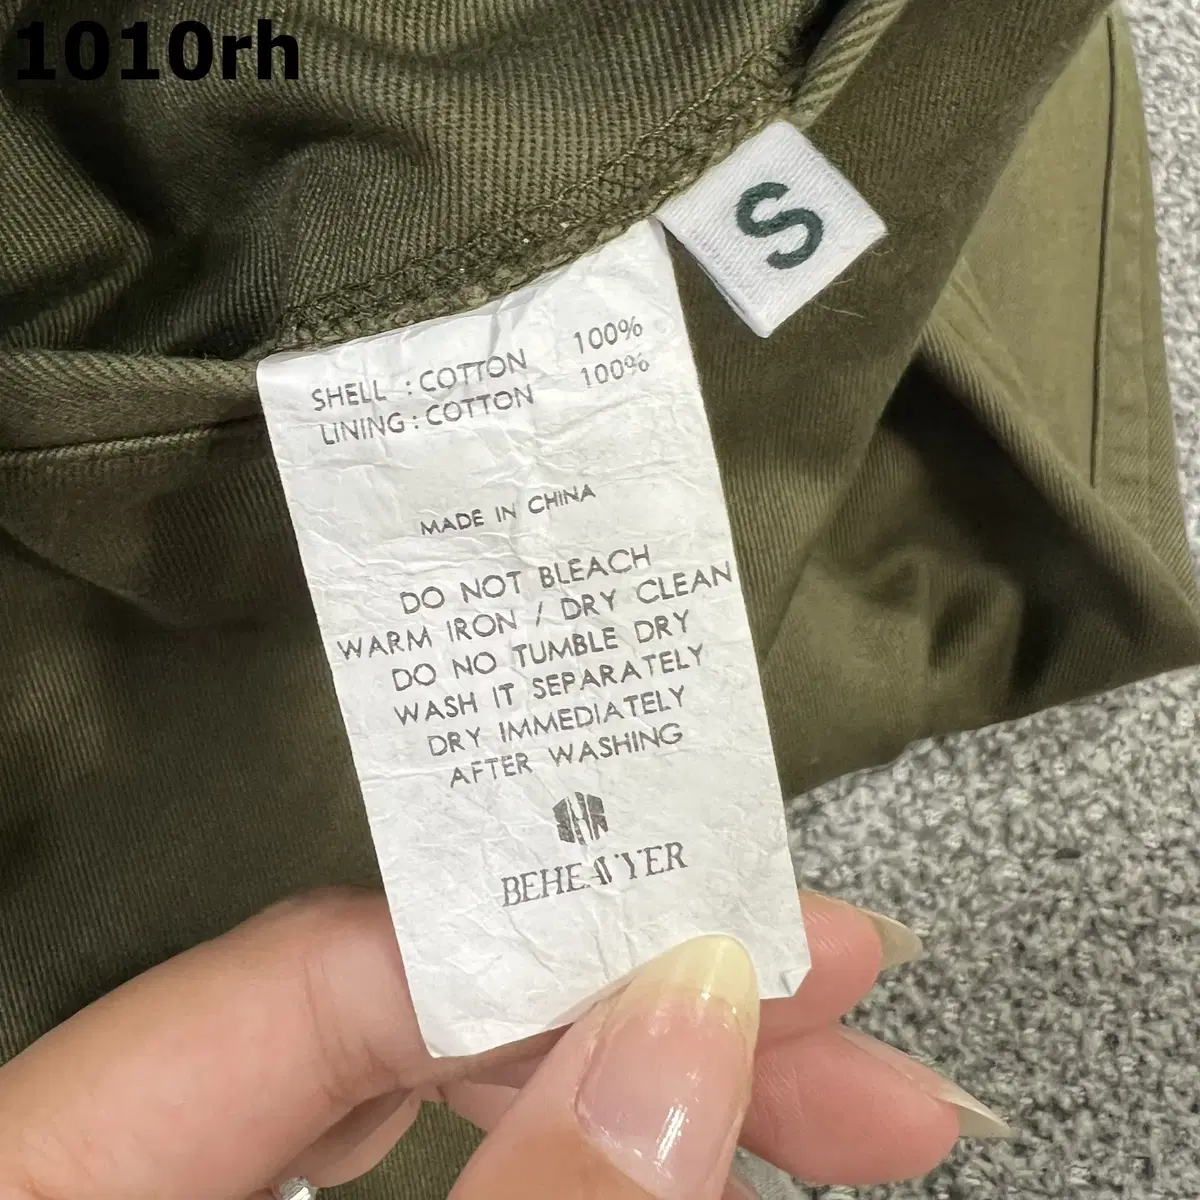 1010rh
S
SHELL : COTTON 100%
LINING : COTTON 100%
MADE IN CHINA
DO NOT BLEACH
WARM IRON / DRY CLEAN
DO NO TUMBLE DRY
WASH IT SEPARATELY
DRY IMMEDIATELY
AFTER WASHING
BEHEAVYER